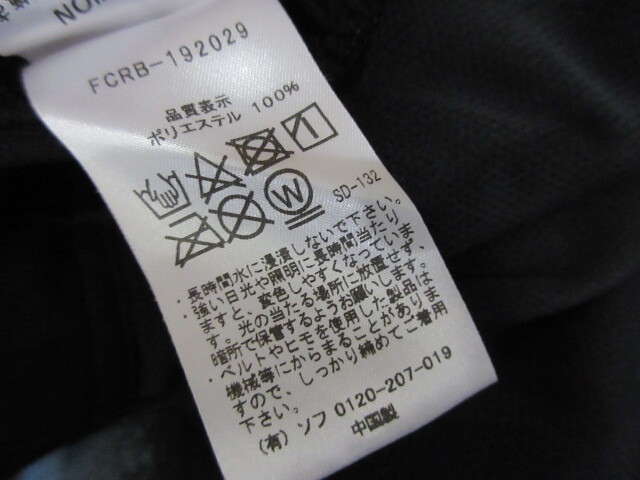 FCRB-192029
品質表示
ポリエステル 100%
W
SD-132
・長時間水に浸漬しないで下さい。
・強い日光や照明に長時間当たり
ますと、変色しやすくなっていま
す。光の当たる場所に放置せず、
暗所で保管するようお願いします。
・ベルトやヒモを使用した製品は
機械等にからまることがありま
すので、しっかり締めてご着用
下さい。
(有) ソフ 0120-207-019
中国製